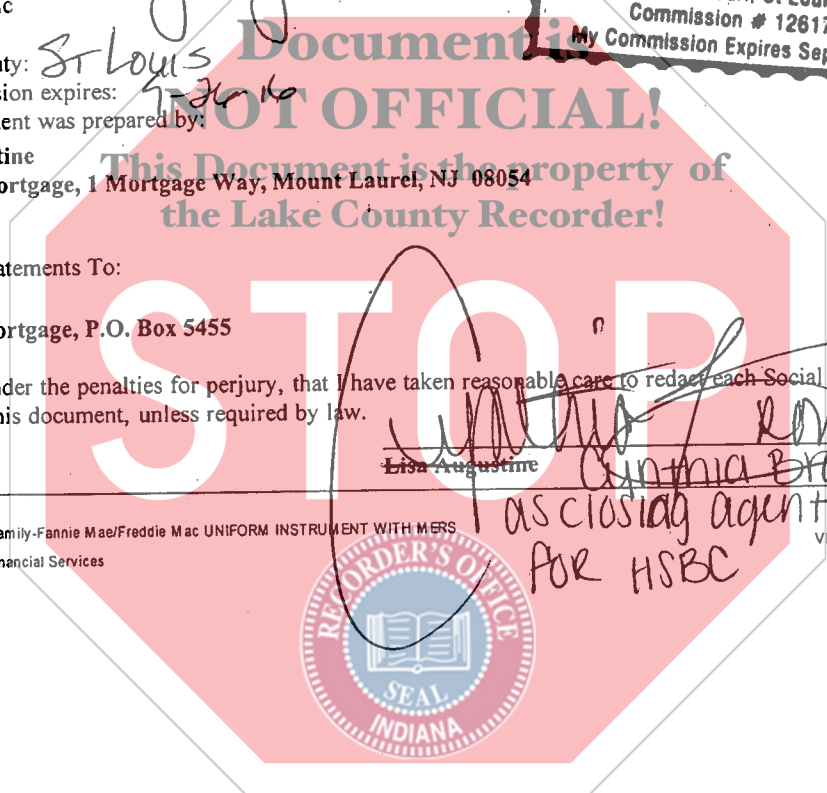 c
Commission # 12617
My Commission Expires Sep
Document is
nty: St Louis
sion expires: 9-26-16
NOT OFFICIAL!
ent was prepared by:
tine
This Document is the property of
ortgage, 1 Mortgage Way, Mount Laurel, NJ 08054
the Lake County Recorder!
atements To:
STOP
ortgage, P.O. Box 5455
der the penalties for perjury, that I have taken reasonable care to redact each Social
his document, unless required by law.
Lisa Augustine Cynthia
as closing agent
amily-Fannie Mae/Freddie Mac UNIFORM INSTRUMENT WITH MERS
nancial Services
FOR HSBC
RECORDER'S OFFICE
SEAL
INDIANA